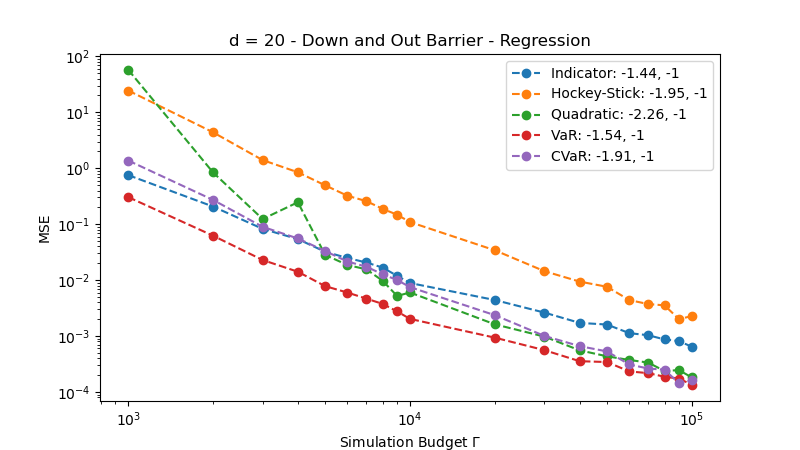 d = 20 - Down and Out Barrier - Regression
MSE
10²
10¹
10⁰
10⁻¹
10⁻²
10⁻³
10⁻⁴
Indicator: -1.44, -1
Hockey-Stick: -1.95, -1
Quadratic: -2.26, -1
VaR: -1.54, -1
CVaR: -1.91, -1
10³ 10⁴ 10⁵
Simulation Budget Γ